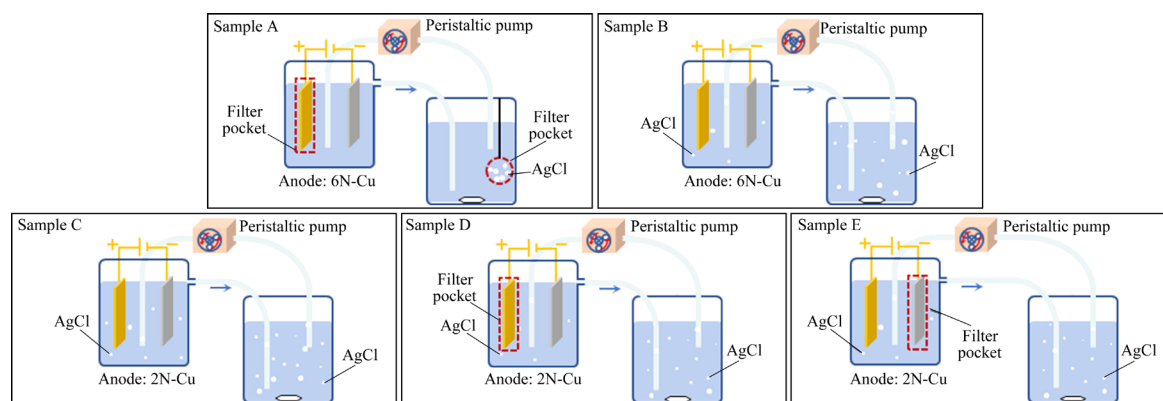 Sample A
Peristaltic pump
+
−
Filter
pocket
Filter
pocket
AgCl
Anode: 6N-Cu
Sample B
Peristaltic pump
+
−
AgCl
AgCl
Anode: 6N-Cu
Sample C
Peristaltic pump
+
−
AgCl
AgCl
Anode: 2N-Cu
Sample D
Peristaltic pump
+
−
Filter
pocket
AgCl
AgCl
Anode: 2N-Cu
Sample E
Peristaltic pump
+
−
AgCl
Filter
pocket
AgCl
Anode: 2N-Cu